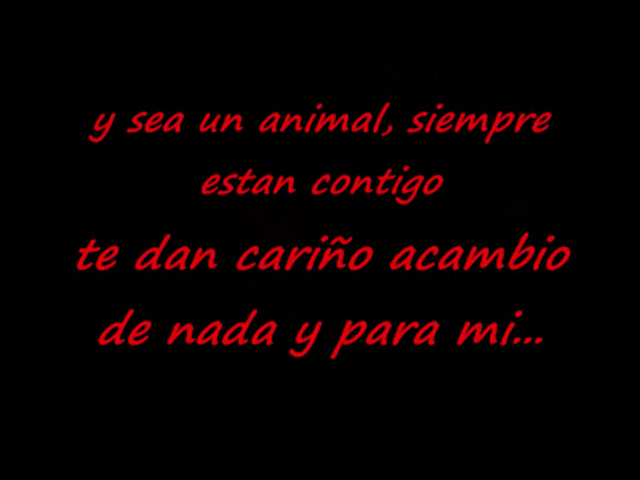 y sea un animal, siempre
estan contigo
te dan cariño acambio
de nada y para mi...